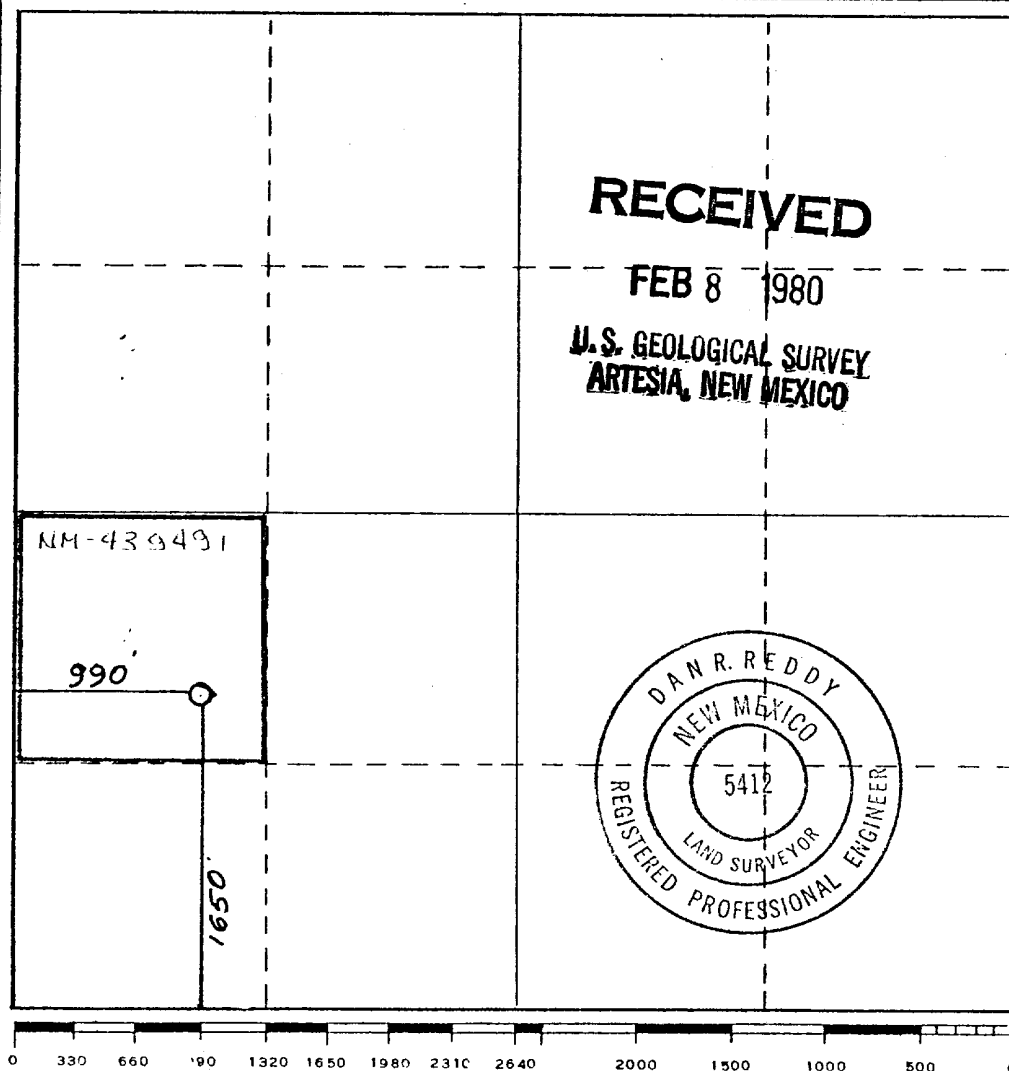 RECEIVED
FEB 8 1980
U.S. GEOLOGICAL SURVEY
ARTESIA, NEW MEXICO
NM-439491
990'
1650'
DAN R. REDDY
NEW MEXICO
5412
LAND SURVEYOR
REGISTERED PROFESSIONAL ENGINEER
0 330 660 '90 1320 1650 1980 2310 2640 2000 1500 1000 500